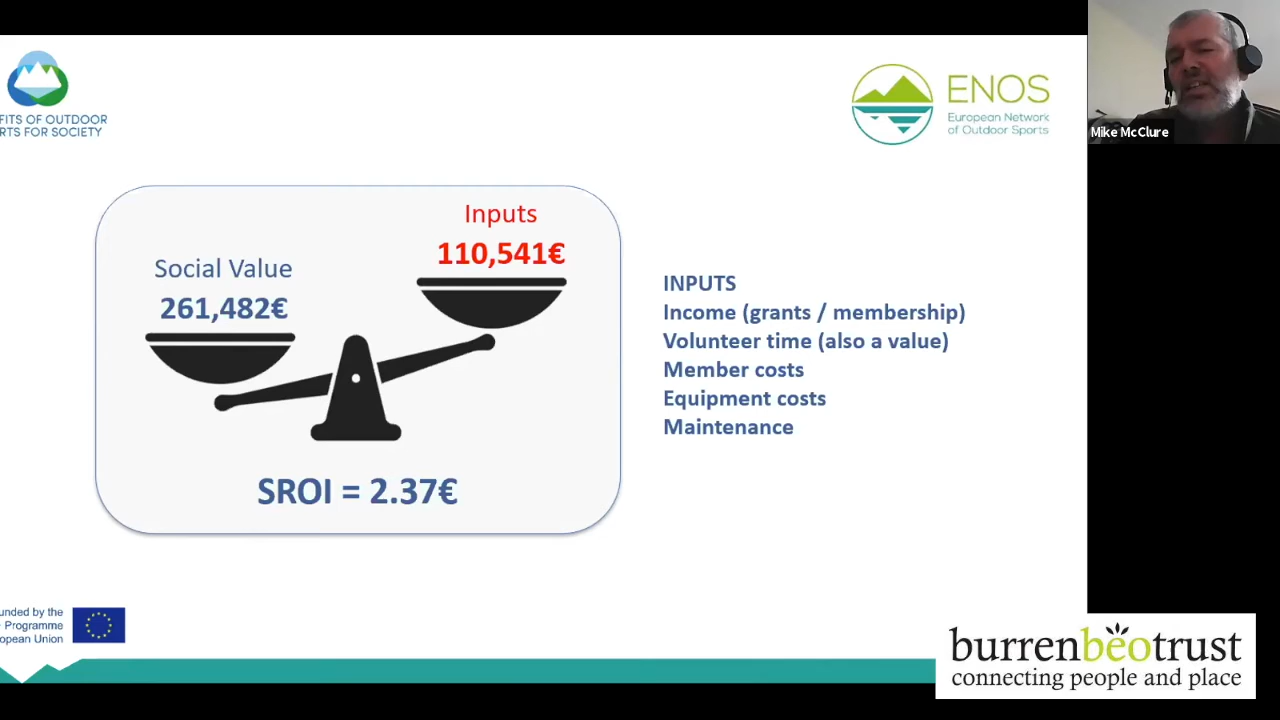 FITS OF OUTDOOR
RTS FOR SOCIETY
ENOS
European Network
of Outdoor Sports
Mike McClure
Inputs
110,541€
Social Value
261,482€
SROI = 2.37€
INPUTS
Income (grants / membership)
Volunteer time (also a value)
Member costs
Equipment costs
Maintenance
unded by the
+ Programme
ropean Union
burrenbeotrust
connecting people and place